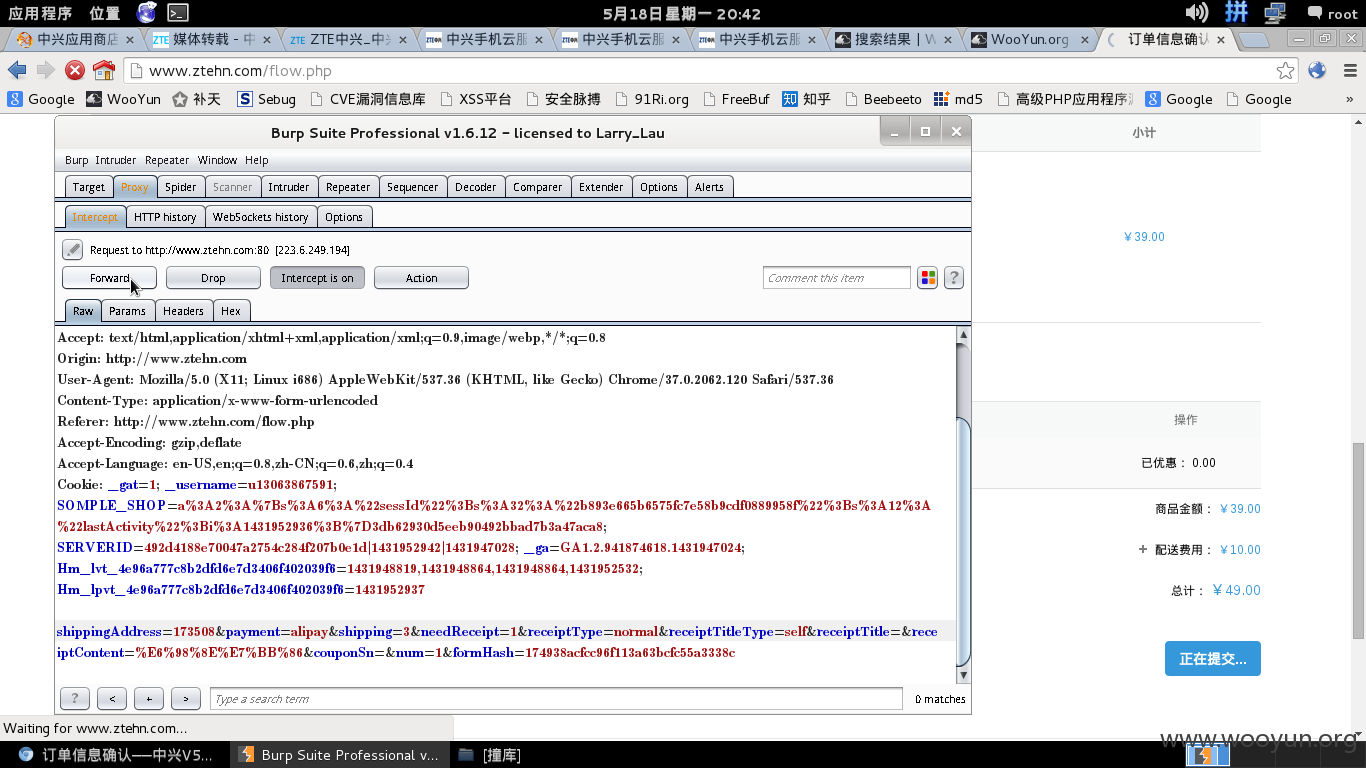 应用程序 位置 5月18日星期一 20:42 拼 root
中兴应用商店 媒体转载 - 中 ZTE中兴_中兴 中兴手机云服 中兴手机云服 中兴手机云服 搜索结果 | W WooYun.org 订单信息确认
www.ztehn.com/flow.php
Google WooYun 补天 Sebug CVE漏洞信息库 XSS平台 安全脉搏 91Ri.org FreeBuf 知乎 Beebeeto md5 高级PHP应用程序 Google Google »
Burp Suite Professional v1.6.12 - licensed to Larry_Lau
Burp Intruder Repeater Window Help
Target Proxy Spider Scanner Intruder Repeater Sequencer Decoder Comparer Extender Options Alerts
Intercept HTTP history WebSockets history Options
Request to http://www.ztehn.com:80 [223.6.249.194]
Forward Drop Intercept is on Action Comment this item ?
Raw Params Headers Hex
Accept: text/html,application/xhtml+xml,application/xml;q=0.9,image/webp,*/*;q=0.8
Origin: http://www.ztehn.com
User-Agent: Mozilla/5.0 (X11; Linux i686) AppleWebKit/537.36 (KHTML, like Gecko) Chrome/37.0.2062.120 Safari/537.36
Content-Type: application/x-www-form-urlencoded
Referer: http://www.ztehn.com/flow.php
Accept-Encoding: gzip,deflate
Accept-Language: en-US,en;q=0.8,zh-CN;q=0.6,zh;q=0.4
Cookie: _gat=1; _username=u13063867591;
SOMPLE_SHOP=a%3A2%3A%7Bs%3A6%3A%22sessId%22%3Bs%3A32%3A%22b893e665b6575fc7e58b9cdf0889958f%22%3Bs%3A12%3A
%22lastActivity%22%3Bi%3A1431952936%3B%7D3db62930d5eeb90492bbad7b3a47aca8;
SERVERID=492d4188e70047a2754c284f207b0e1d|1431952942|1431947028; _ga=GA1.2.941874618.1431947024;
Hm_lvt_4e96a777c8b2dfd6e7d3406f402039f6=1431948819,1431948864,1431948864,1431952532;
Hm_lpvt_4e96a777c8b2dfd6e7d3406f402039f6=1431952937
shippingAddress=173508&payment=alipay&shipping=3&needReceipt=1&receiptType=normal&receiptTitleType=self&receiptTitle=&rece
iptContent=%E6%98%8E%E7%BB%86&couponSn=&num=1&formHash=174938acfcc96f113a63bcfc55a3338c
? < + > Type a search term 0 matches
小计
￥39.00
操作
已优惠： 0.00
商品金额： ￥39.00
+ 配送费用： ￥10.00
总计： ￥49.00
正在提交...
Waiting for www.ztehn.com...
www.wooyun.org
订单信息确认——中兴V5... Burp Suite Professional v... [撞库]